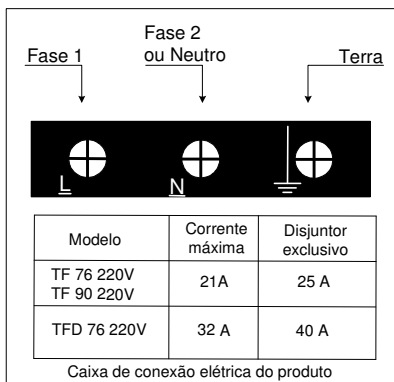 Fase 1
Fase 2
ou Neutro
Terra
L
N
Modelo
Corrente
máxima
Disjuntor
exclusivo
TF 76 220V
TF 90 220V
21A
25 A
TFD 76 220V
32 A
40 A
Caixa de conexão elétrica do produto